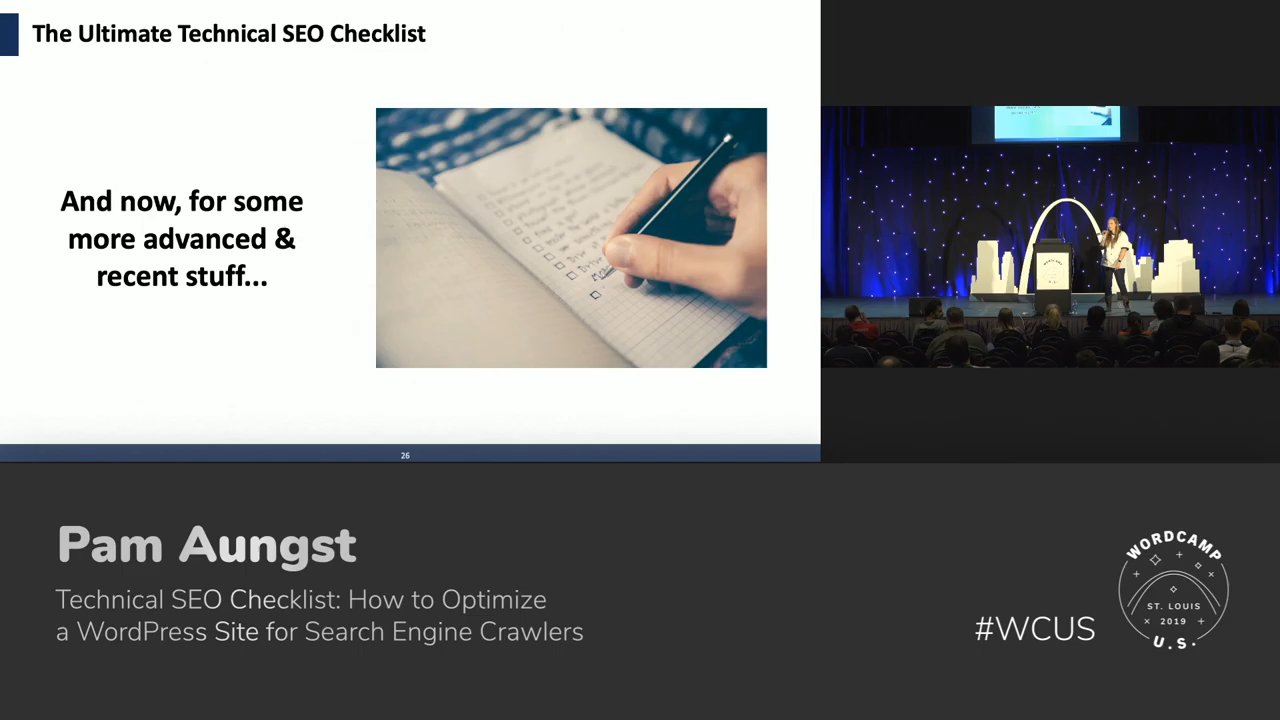 The Ultimate Technical SEO Checklist
And now, for some
more advanced &
recent stuff...
26
Pam Aungst
Technical SEO Checklist: How to Optimize
a WordPress Site for Search Engine Crawlers
#WCUS
WORDCAMP
ST. LOUIS
2019
U.S.